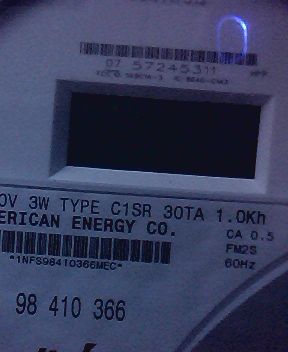 07 57245311
0V 3W TYPE C1SR 30TA 1.0Kh
ERICAN ENERGY CO.
CA 0.5
FM2S
60Hz
*1NFS98410366MEC*
98 410 366